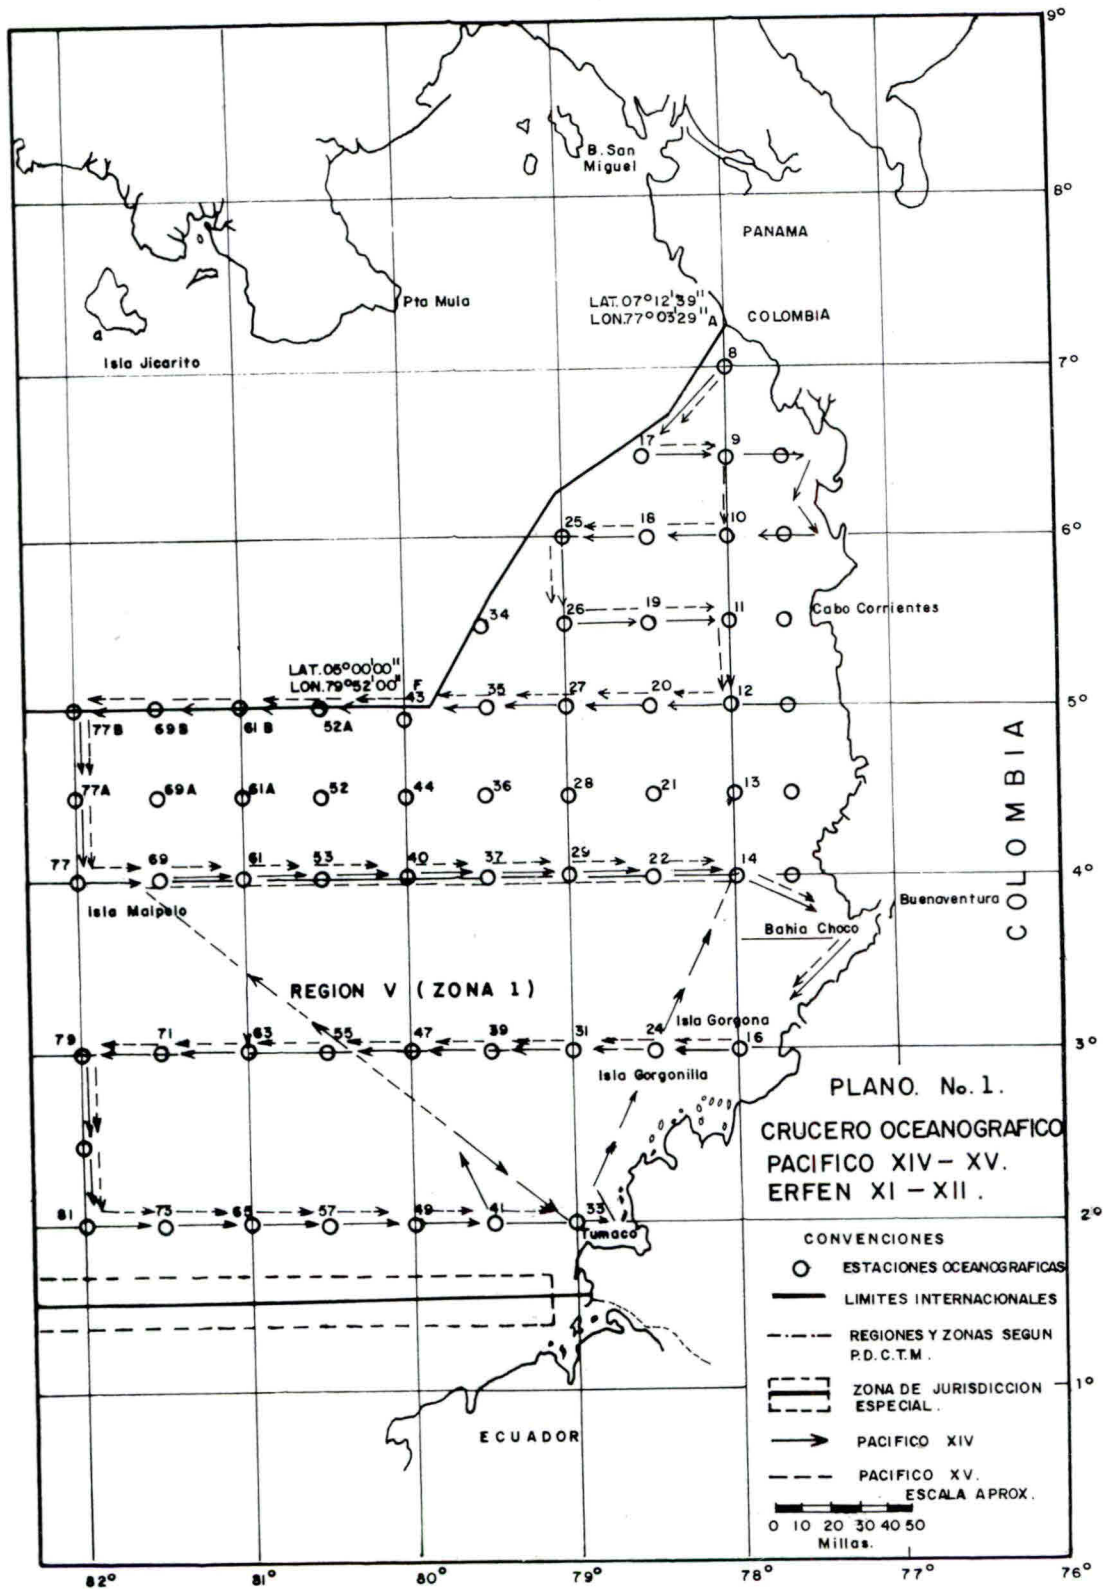 9°
B. San
Miguel
8°
PANAMA
Pta Mula
LAT. 07°12'39"
LON. 77°03'29" A
COLOMBIA
Isla Jicarito
8
7°
17
9
25
18
10
6°
34
26
19
11
Cabo Corrientes
LAT. 05°00'00"
LON. 79°52'00" F
43
35
27
20
12
5°
77B
69B
61B
52A
77A
69A
61A
52
44
36
28
21
13
COLOMBIA
77
69
61
53
40
37
29
22
14
4°
Isla Malpelo
Buenaventura
Bahia Choco
REGION V (ZONA 1)
Isla Gorgona
79
71
63
55
47
39
31
24
16
3°
Isla Gorgonilla
PLANO. No. 1.
CRUCERO OCEANOGRAFICO
PACIFICO XIV - XV.
ERFEN XI - XII.
81
73
65
57
49
41
33
2°
Tumaco
CONVENCIONES
ESTACIONES OCEANOGRAFICAS
LIMITES INTERNACIONALES
REGIONES Y ZONAS SEGUN
P.D.C.T.M.
ZONA DE JURISDICCION
ESPECIAL.
1°
ECUADOR
PACIFICO XIV
PACIFICO XV.
ESCALA APROX.
0 10 20 30 40 50
Millas.
82° 81° 80° 79° 78° 77° 76°